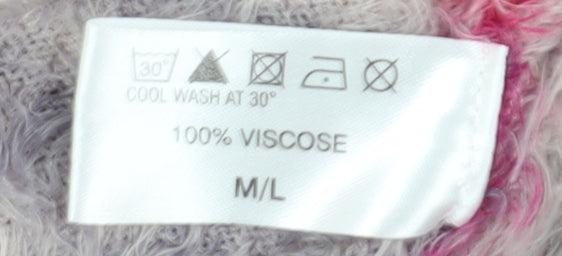 30°
COOL WASH AT 30°
100% VISCOSE
M/L